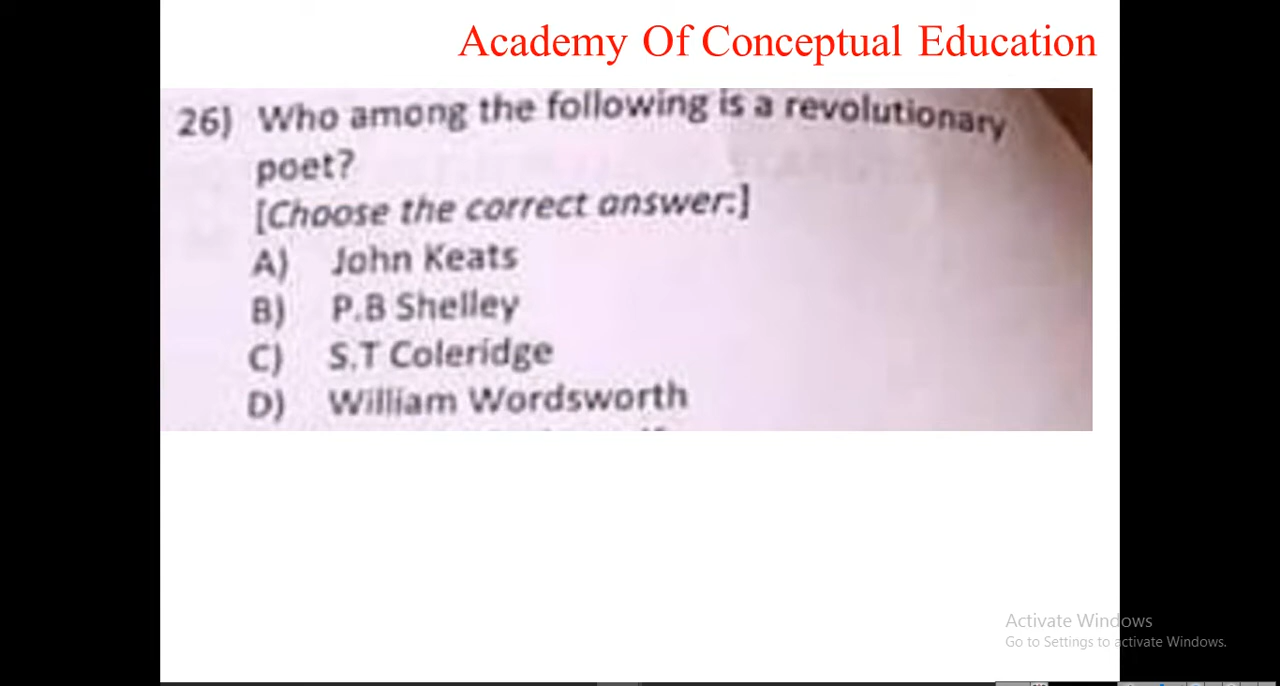 Academy Of Conceptual Education
26) Who among the following is a revolutionary
poet?
[Choose the correct answer:]
A) John Keats
B) P.B Shelley
C) S.T Coleridge
D) William Wordsworth
Activate Windows
Go to Settings to activate Windows.